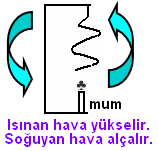 mum
Isınan hava yükselir.
Soğuyan hava alçalır.